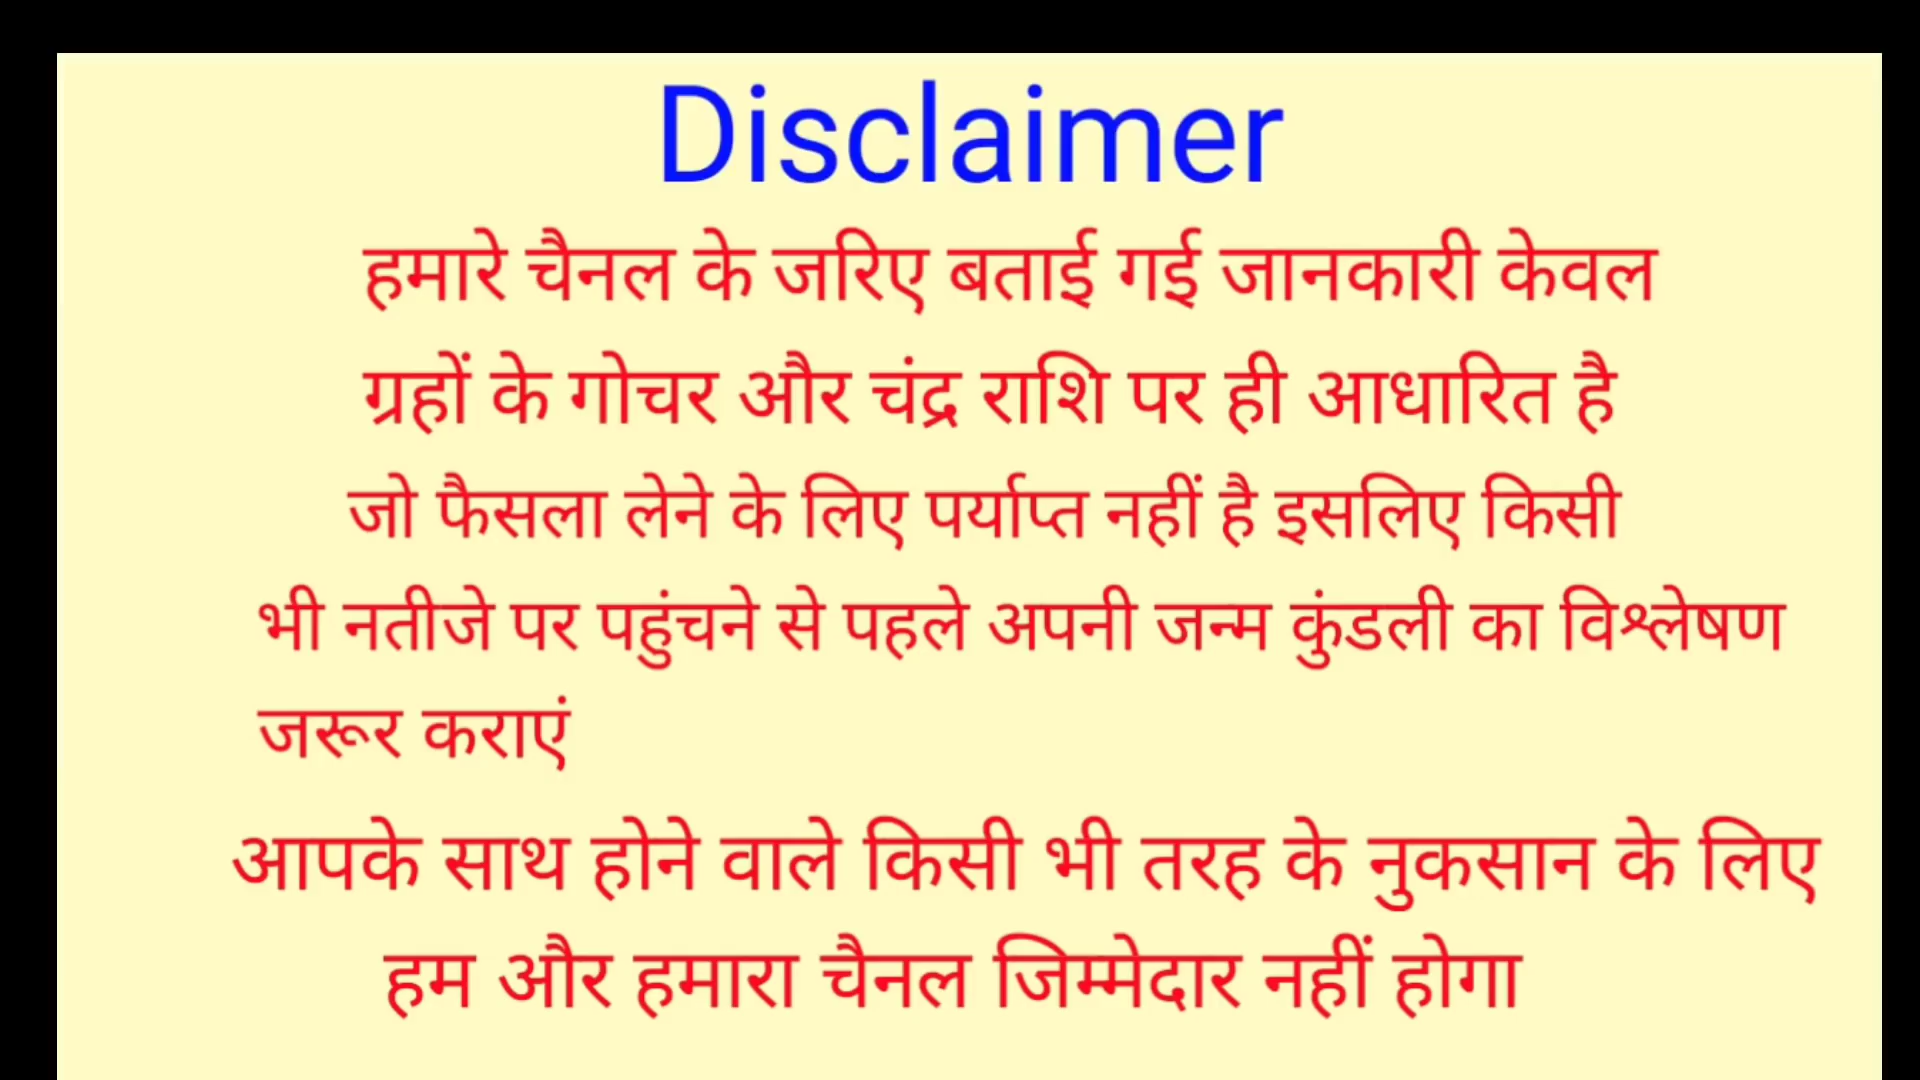 Disclaimer
हमारे चैनल के जरिए बताई गई जानकारी केवल
ग्रहों के गोचर और चंद्र राशि पर ही आधारित है
जो फैसला लेने के लिए पर्याप्त नहीं है इसलिए किसी
भी नतीजे पर पहुंचने से पहले अपनी जन्म कुंडली का विश्लेषण
जरूर कराएं
आपके साथ होने वाले किसी भी तरह के नुकसान के लिए
हम और हमारा चैनल जिम्मेदार नहीं होगा